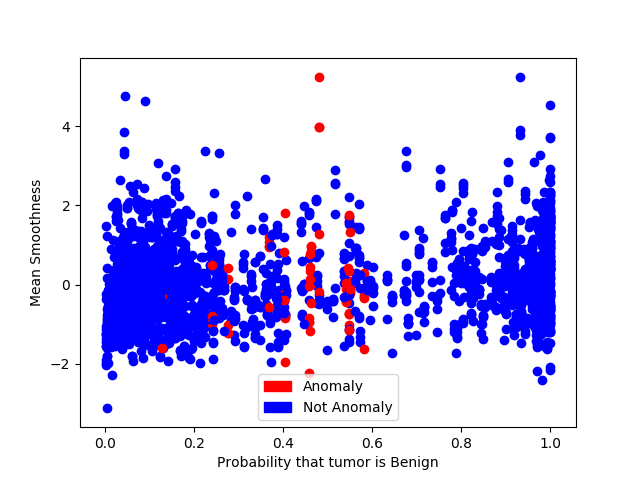 4
2
0
−2
Mean Smoothness
Anomaly
Not Anomaly
0.0 0.2 0.4 0.6 0.8 1.0
Probability that tumor is Benign